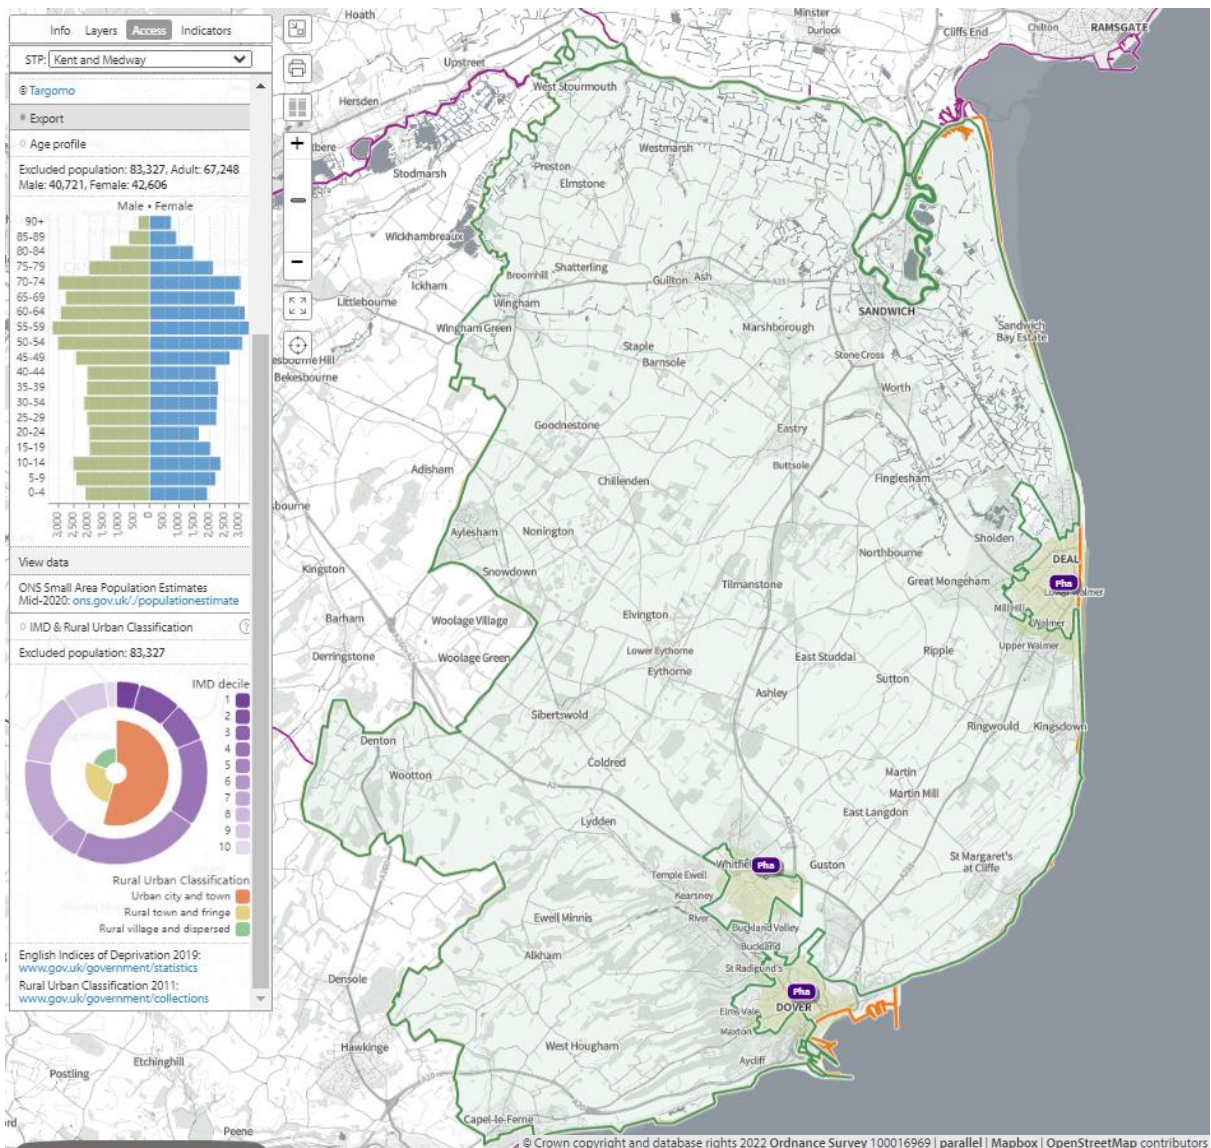 Info Layers Access Indicators
STP: Kent and Medway
© Targomo
Export
Age profile
Excluded population: 83,327, Adult: 67,248
Male: 40,721, Female: 42,606
Male • Female
90+
85-89
80-84
75-79
70-74
65-69
60-64
55-59
50-54
45-49
40-44
35-39
30-34
25-29
20-24
15-19
10-14
5-9
0-4
3,000 2,500 2,000 1,500 1,000 500 0 500 1,000 1,500 2,000 2,500 3,000
View data
ONS Small Area Population Estimates
Mid-2020: ons.gov.uk/./populationestimate
IMD & Rural Urban Classification
?
Excluded population: 83,327
IMD decile
1
2
3
4
5
6
7
8
9
10
Rural Urban Classification
Urban city and town
Rural town and fringe
Rural village and dispersed
English Indices of Deprivation 2019:
www.gov.uk/government/statistics
Rural Urban Classification 2011:
www.gov.uk/government/collections
+
−
Hoath
Minster
Durlock
Cliffs End
Chilton
RAMSGATE
Upstreet
Hersden
West Stourmouth
Stodmarsh
Preston
Elmstone
Westmarsh
A256
Wickhambreaux
Ickham
Littlebourne
Broomhill
Shatterling
Wingham
Guilton
Ash
A257
SANDWICH
Wingham Green
Marshborough
Sandwich
Bay Estate
Staple
Barnsole
Stone Cross
Bekesbourne
Worth
Goodnestone
Eastry
Adisham
Buttsole
Chillenden
Finglesham
Aylesham
Nonington
Sholden
Northbourne
DEAL
Kingston
Snowdown
Tilmanstone
Great Mongeham
Pha
Elvington
Mill Hill
Walmer
Barham
Woolage Village
Upper Walmer
Derringstone
Woolage Green
Lower Eythorne
Eythorne
East Studdal
Ripple
Sutton
Ashley
Sibertswold
Ringwould
Kingsdown
Denton
Wootton
Coldred
A2
Martin
Martin Mill
East Langdon
Lydden
Pha
Guston
St Margaret's
at Cliffe
Temple Ewell
Kearsney
River
Ewell Minnis
Buckland Valley
Buckland
Alkham
St Radigund's
Densole
Pha
Elms Vale
DOVER
Maxton
West Hougham
Hawkinge
Aycliff
Etchinghill
Postling
A20
Capel-le-Ferne
Peene
© Crown copyright and database rights 2022 Ordnance Survey 100016969 | parallel | Mapbox | OpenStreetMap contributors